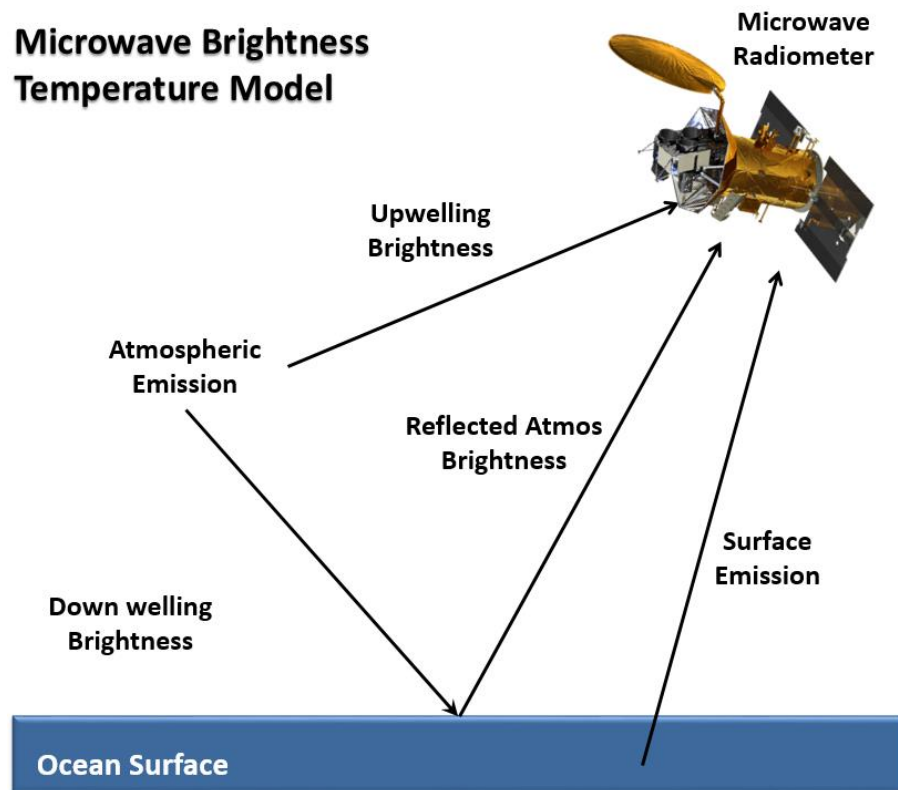 Microwave Brightness
Temperature Model
Microwave
Radiometer
Upwelling
Brightness
Atmospheric
Emission
Reflected Atmos
Brightness
Surface
Emission
Down welling
Brightness
Ocean Surface